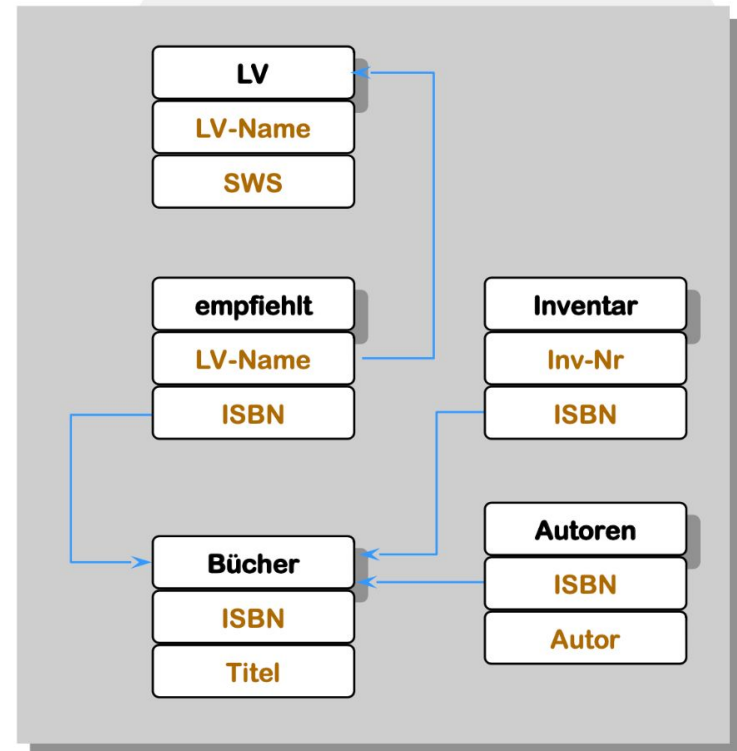 LV
LV-Name
SWS
empfiehlt
LV-Name
ISBN
Inventar
Inv-Nr
ISBN
Bücher
ISBN
Titel
Autoren
ISBN
Autor